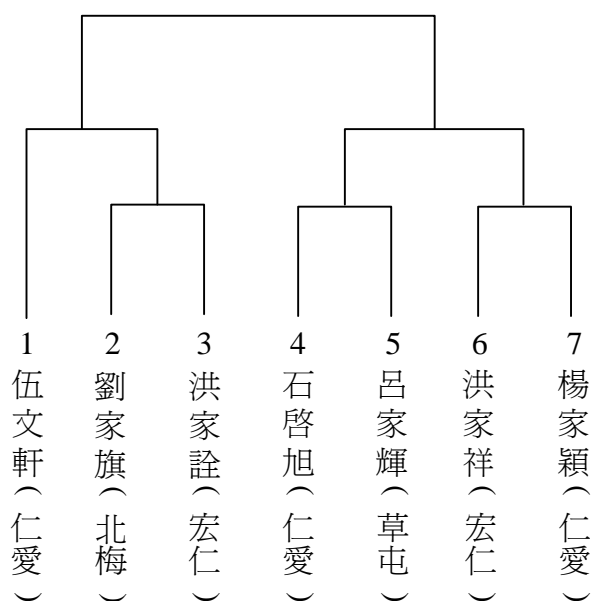 1 伍文軒（仁愛）
2 劉家旗（北梅）
3 洪家詮（宏仁）
4 石啓旭（仁愛）
5 呂家輝（草屯）
6 洪家祥（宏仁）
7 楊家穎（仁愛）